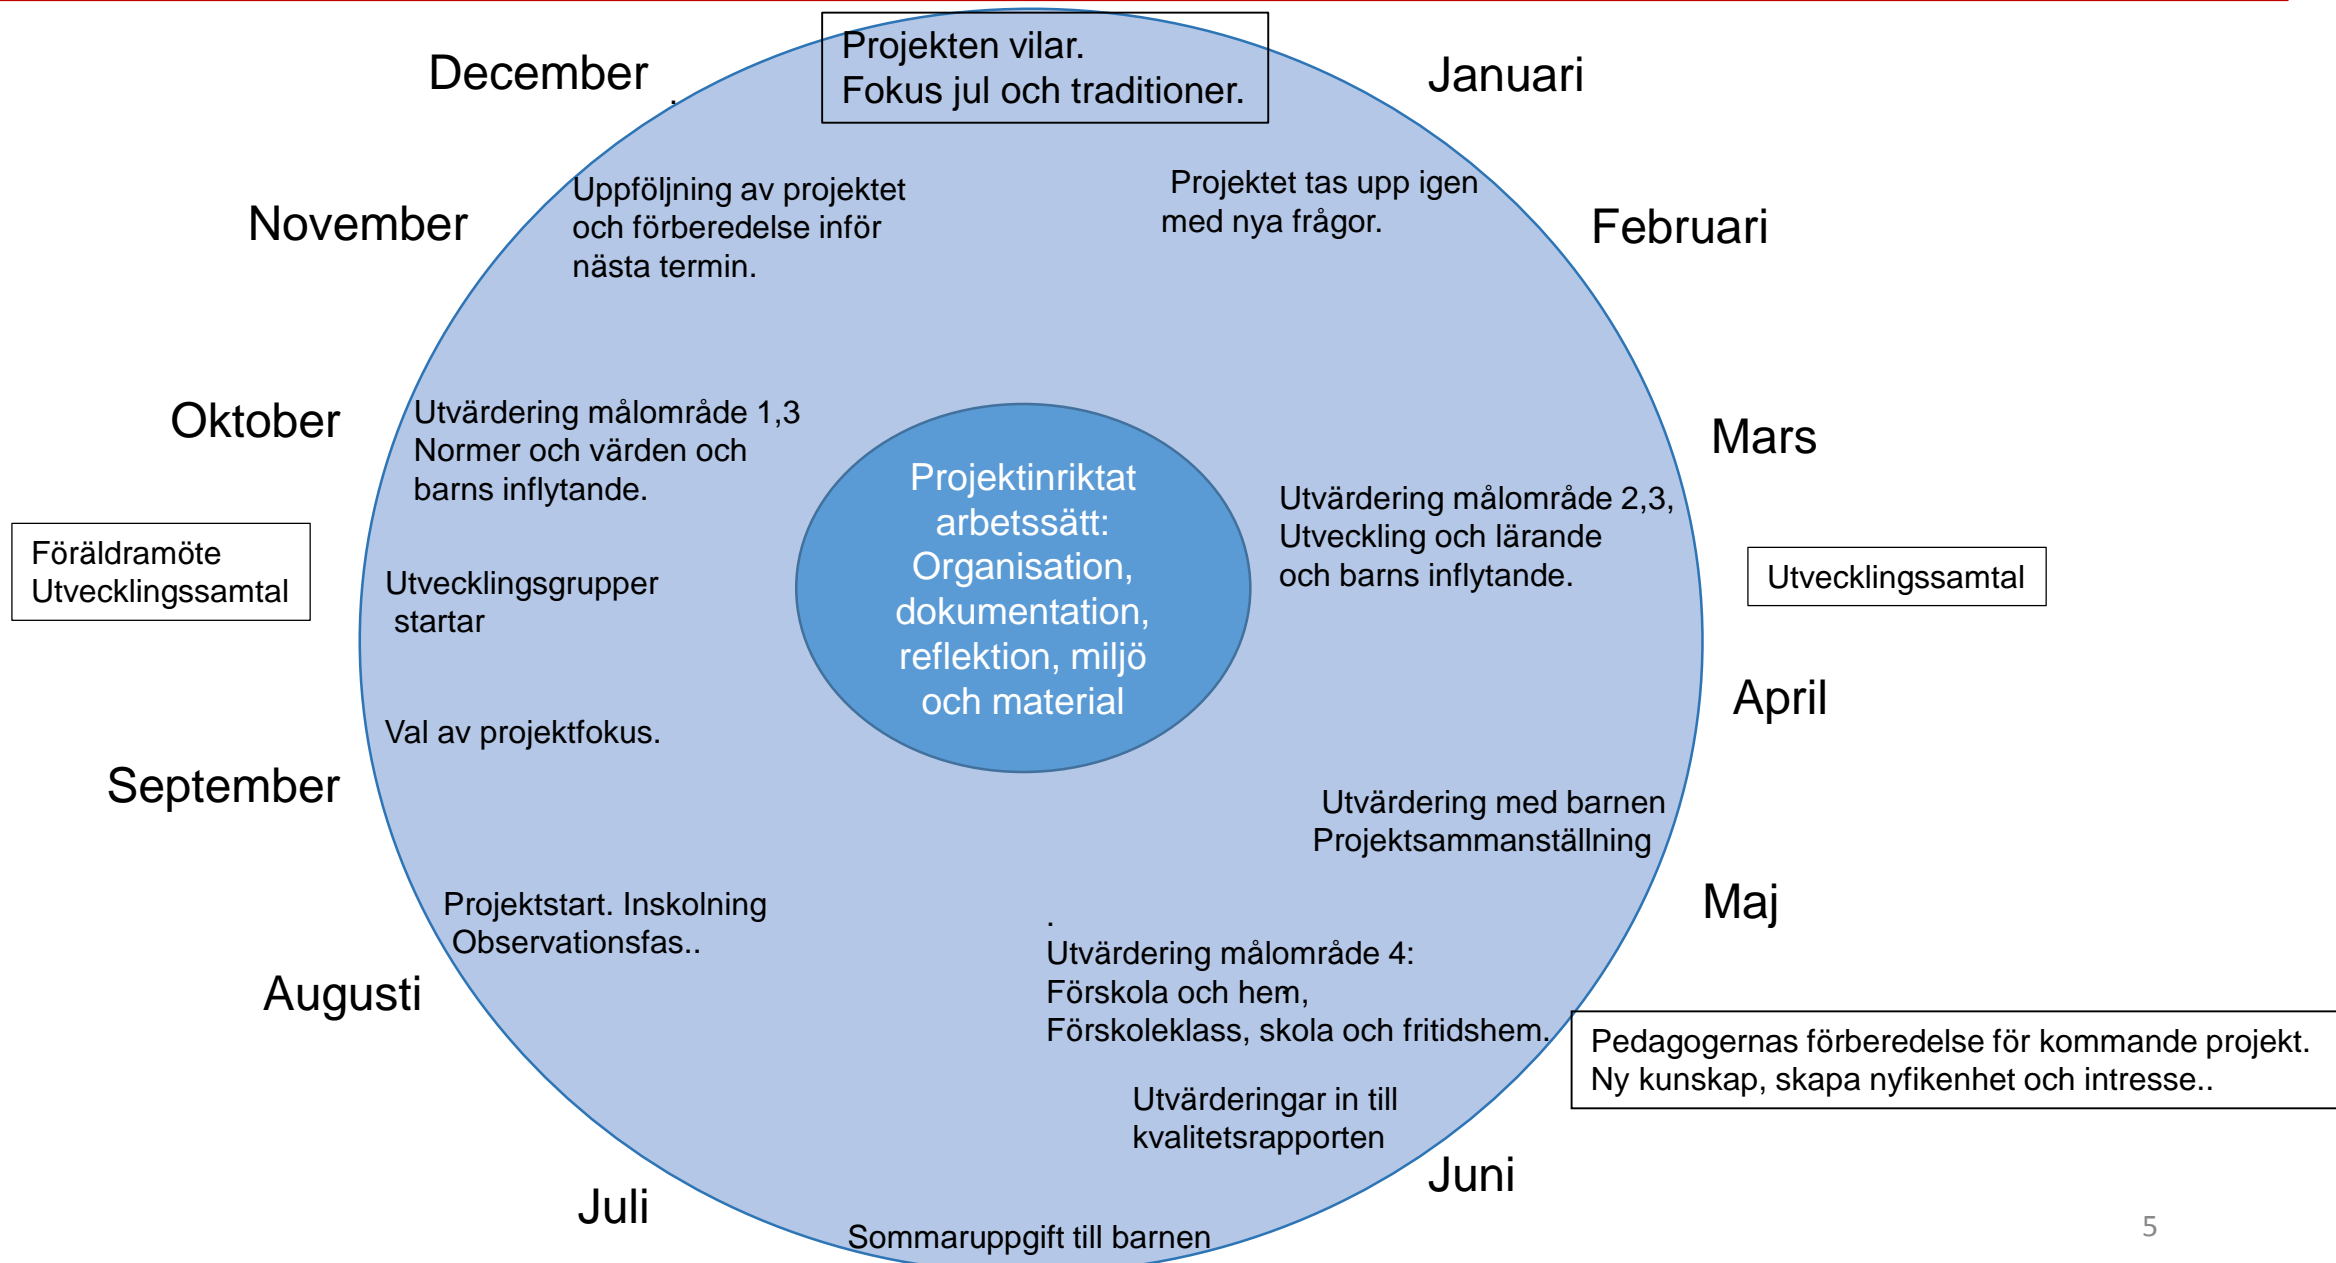 Projekten vilar.
Fokus jul och traditioner.
December
.
Januari
Uppföljning av projektet
och förberedelse inför
nästa termin.
Projektet tas upp igen
med nya frågor.
November
Februari
Oktober
Utvärdering målområde 1,3
Normer och värden och
barns inflytande.
Mars
Projektinriktat
arbetssätt:
Organisation,
dokumentation,
reflektion, miljö
och material
Utvärdering målområde 2,3,
Utveckling och lärande
och barns inflytande.
Föräldramöte
Utvecklingssamtal
Utvecklingsgrupper
startar
Utvecklingssamtal
April
Val av projektfokus.
September
Utvärdering med barnen
Projektsammanställning
Maj
Projektstart. Inskolning
Observationsfas..
Augusti
.
Utvärdering målområde 4:
Förskola och hem,
Förskoleklass, skola och fritidshem.
Pedagogernas förberedelse för kommande projekt.
Ny kunskap, skapa nyfikenhet och intresse..
Utvärderingar in till
kvalitetsrapporten
Juni
Juli
Sommaruppgift till barnen
5